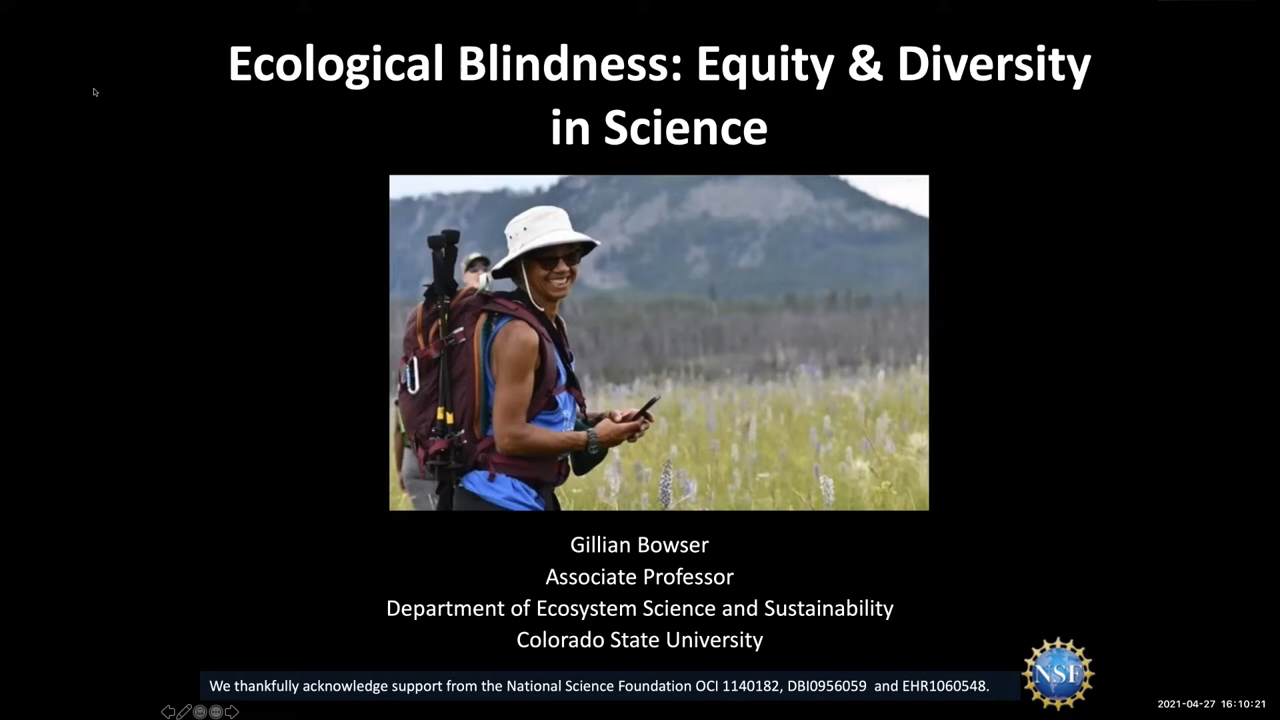 Ecological Blindness: Equity & Diversity
in Science
Gillian Bowser
Associate Professor
Department of Ecosystem Science and Sustainability
Colorado State University
We thankfully acknowledge support from the National Science Foundation OCI 1140182, DBI0956059 and EHR1060548.
NSF
2021-04-27 16:10:21